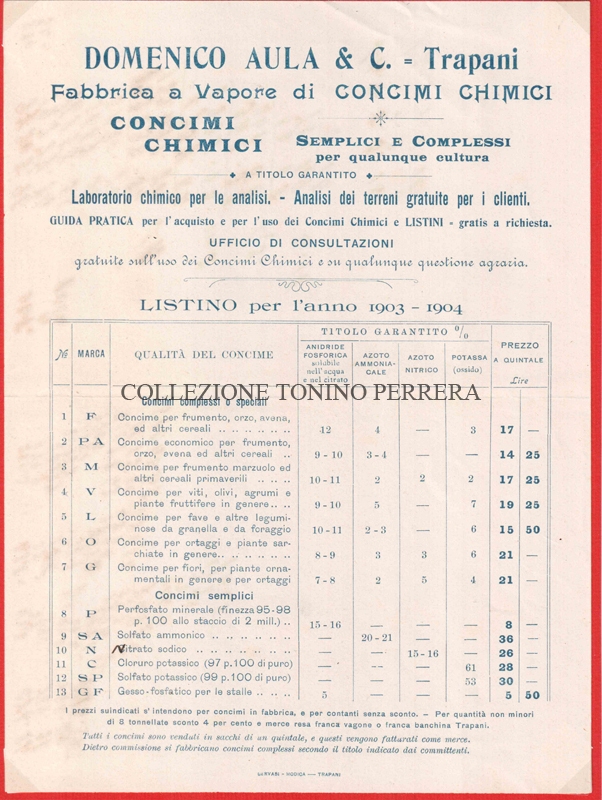 DOMENICO AULA & C. = Trapani
Fabbrica a Vapore di CONCIMI CHIMICI
CONCIMI
CHIMICI
SEMPLICI E COMPLESSI
per qualunque cultura
A TITOLO GARANTITO
Laboratorio chimico per le analisi. - Analisi dei terreni gratuite per i clienti.
GUIDA PRATICA per l'acquisto e per l'uso dei Concimi Chimici e LISTINI = gratis a richiesta.
UFFICIO DI CONSULTAZIONI
gratuite sull'uso dei Concimi Chimici e su qualunque questione agraria.
LISTINO per l'anno 1903 - 1904
№ MARCA QUALITÀ DEL CONCIME TITOLO GARANTITO % PREZZO A QUINTALE Lire
ANIDRIDE FOSFORICA solubile nell'acqua e nel citrato AZOTO AMMONIACALE AZOTO NITRICO POTASSA (ossido)
COLLEZIONE TONINO PERRERA
Concimi complessi o speciali
1 F Concime per frumento, orzo, avena,
ed altri cereali .. .. .. .. .. .. 12 4 — 3 17 —
2 PA Concime economico per frumento,
orzo, avena ed altri cereali .. 9-10 3-4 — — 14 25
3 M Concime per frumento marzuolo ed
altri cereali primaverili .. .. .. 10-11 2 2 2 17 25
4 V Concime per viti, olivi, agrumi e
piante fruttifere in genere.. .. 9-10 5 — 7 19 25
5 L Concime per fave e altre legumi-
nose da granella e da foraggio 10-11 2-3 — 6 15 50
6 O Concime per ortaggi e piante sar-
chiate in genere.. .. .. .. .. .. 8-9 3 3 6 21 —
7 G Concime per fiori, per piante orna-
mentali in genere e per ortaggi 7-8 2 5 4 21 —
Concimi semplici
8 P Perfosfato minerale (finezza 95-98
p. 100 allo staccio di 2 mill.) .. 15-16 — — — 8 —
9 SA Solfato ammonico .. .. .. .. .. .. — 20-21 — — 36 —
10 N Nitrato sodico .. .. .. .. .. .. .. — — 15-16 — 26 —
11 C Cloruro potassico (97 p.100 di puro) — -- — 61 28 —
12 SP Solfato potassico (99 p.100 di puro) — — — 53 30 —
13 GF Gesso-fosfatico per le stalle .. .. .. 5 — — — 5 50
I prezzi suindicati s'intendono per concimi in fabbrica, e per contanti senza sconto. — Per quantità non minori
di 8 tonnellate sconto 4 per cento e merce resa franca vagone o franca banchina Trapani.
Tutti i concimi sono venduti in sacchi di un quintale, e questi vengono fatturati come merce.
Dietro commissione si fabbricano concimi complessi secondo il titolo indicato dai committenti.
GERVASI - MODICA — TRAPANI